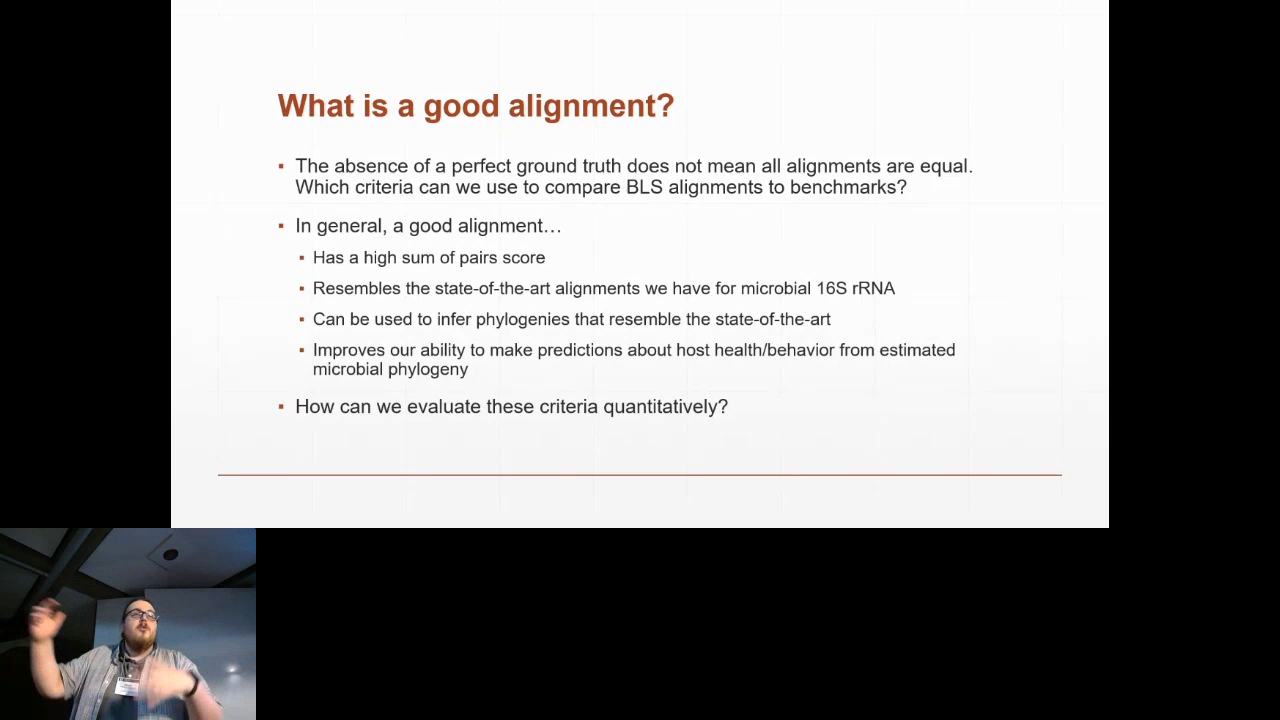 What is a good alignment?
▪ The absence of a perfect ground truth does not mean all alignments are equal.
Which criteria can we use to compare BLS alignments to benchmarks?
▪ In general, a good alignment…
▪ Has a high sum of pairs score
▪ Resembles the state-of-the-art alignments we have for microbial 16S rRNA
▪ Can be used to infer phylogenies that resemble the state-of-the-art
▪ Improves our ability to make predictions about host health/behavior from estimated
microbial phylogeny
▪ How can we evaluate these criteria quantitatively?